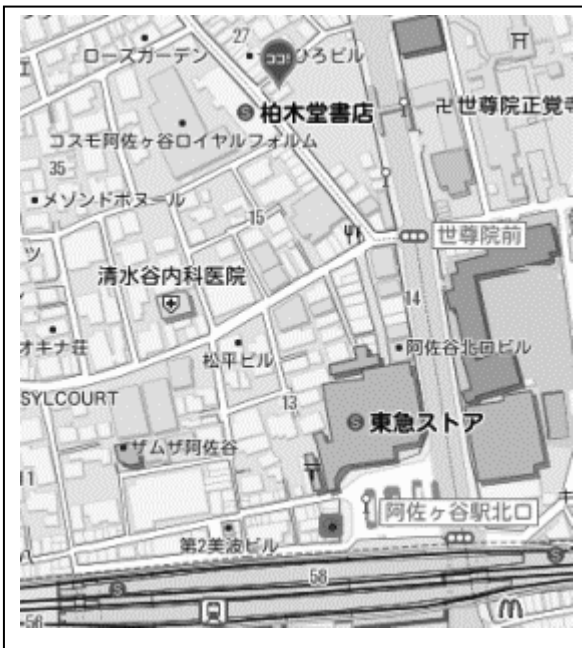 27
ローズガーデン
ひろビル
ココ!
柏木堂書店
卍世尊院正覚寺
コスモ阿佐ヶ谷ロイヤルフォルム
35
メゾンドボヌール
15
世尊院前
清水谷内科医院
14
オキナ荘
松平ビル
阿佐谷北口ビル
SYLCOURT
13
東急ストア
ザムザ阿佐谷
11
阿佐ヶ谷駅北口
第2美波ビル
58
56